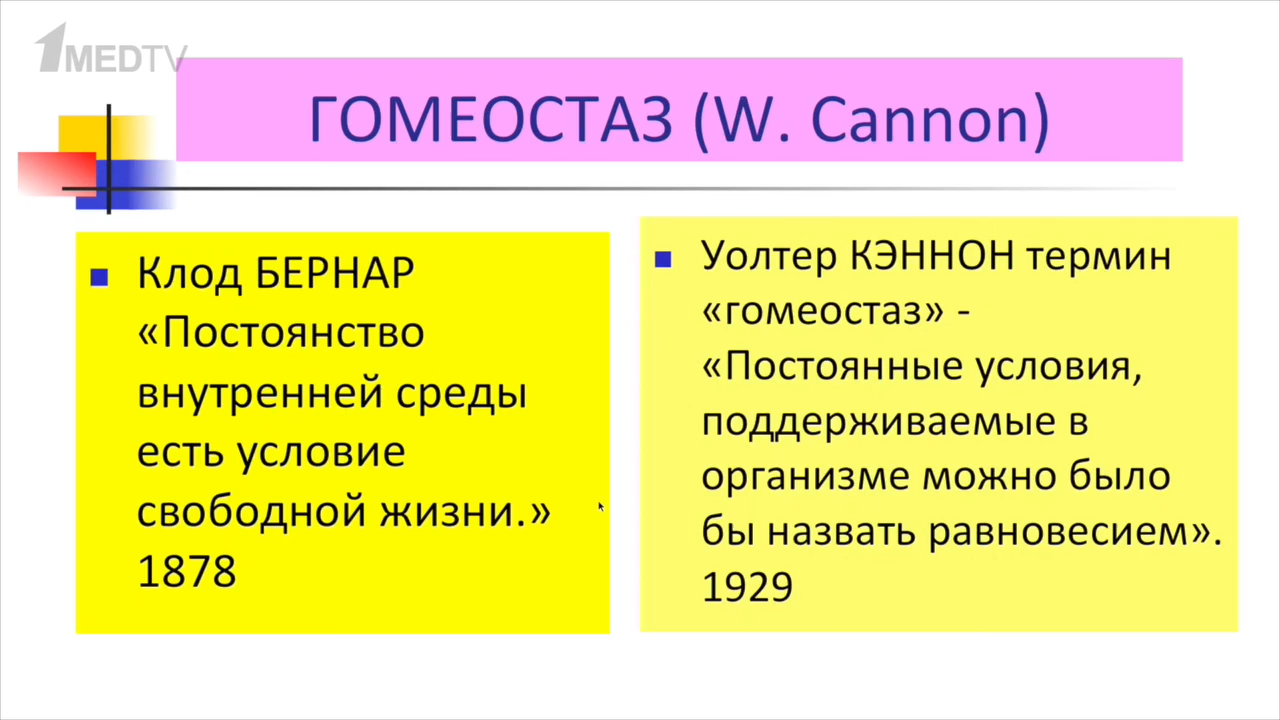 1MEDTV
ГОМЕОСТАЗ (W. Cannon)
Клод БЕРНАР
«Постоянство
внутренней среды
есть условие
свободной жизни.»
1878
Уолтер КЭННОН термин
«гомеостаз» -
«Постоянные условия,
поддерживаемые в
организме можно было
бы назвать равновесием».
1929